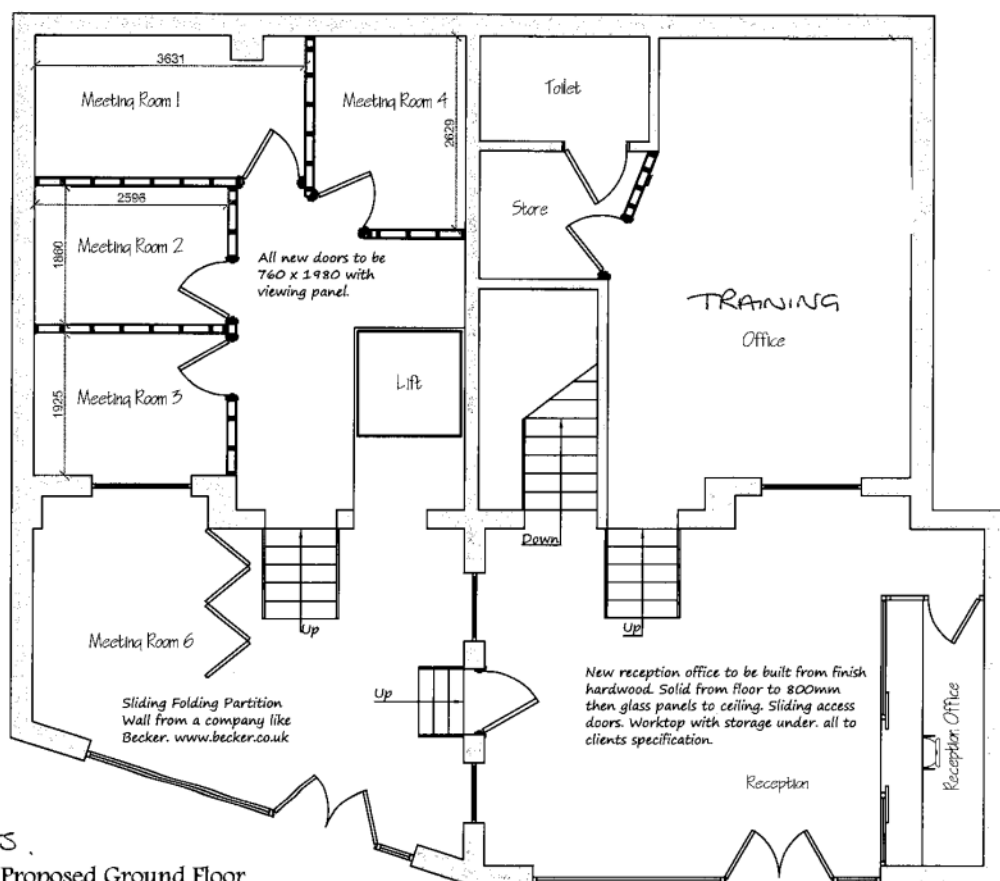 3631
Meeting Room 1
Meeting Room 4
2629
Toilet
2596
1860
Meeting Room 2
Store
All new doors to be
760 x 1980 with
viewing panel.
TRAINING
Office
Lift
1925
Meeting Room 3
Down
Up
Up
Meeting Room 6
Up
Sliding Folding Partition
Wall from a company like
Becker. www.becker.co.uk
New reception office to be built from finish
hardwood. Solid from floor to 800mm
then glass panels to ceiling. Sliding access
doors. Worktop with storage under. all to
clients specification.
Reception Office
Reception
Proposed Ground Floor